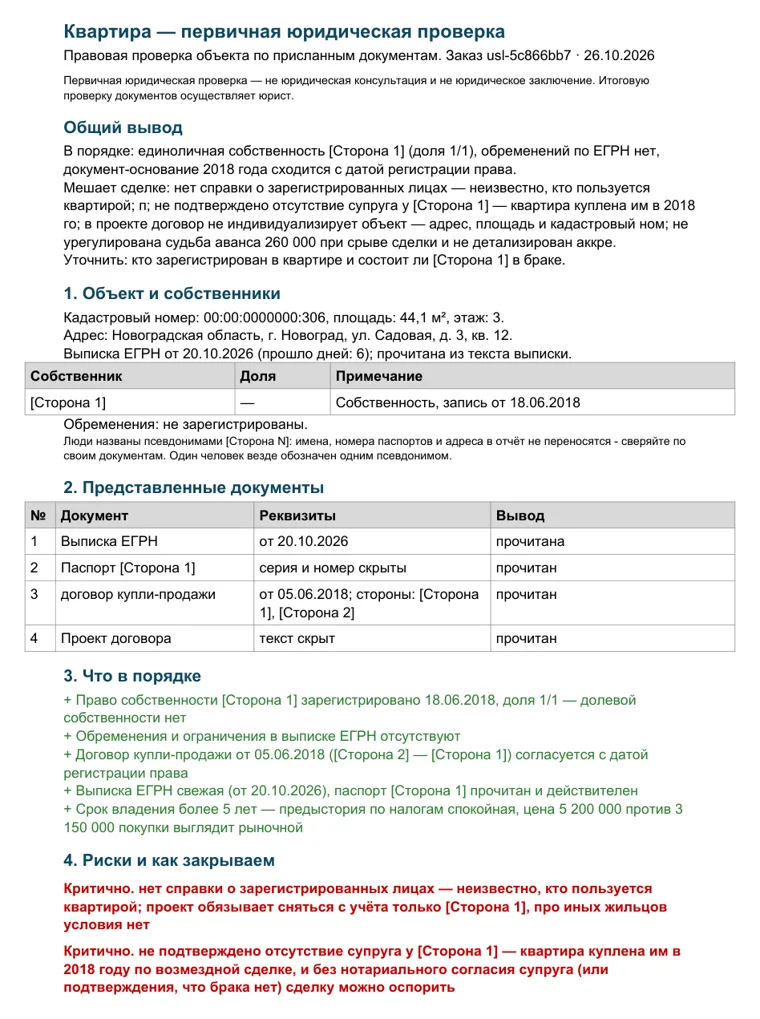 Квартира — первичная юридическая проверка
Правовая проверка объекта по присланным документам. Заказ usl-5c866bb7 · 26.10.2026
Первичная юридическая проверка — не юридическая консультация и не юридическое заключение. Итоговую
проверку документов осуществляет юрист.
Общий вывод
В порядке: единоличная собственность [Сторона 1] (доля 1/1), обременений по ЕГРН нет,
документ-основание 2018 года сходится с датой регистрации права.
Мешает сделке: нет справки о зарегистрированных лицах — неизвестно, кто пользуется
квартирой; п; не подтверждено отсутствие супруга у [Сторона 1] — квартира куплена им в 2018
го; в проекте договор не индивидуализирует объект — адрес, площадь и кадастровый ном; не
урегулирована судьба аванса 260 000 при срыве сделки и не детализирован аккре.
Уточнить: кто зарегистрирован в квартире и состоит ли [Сторона 1] в браке.
1. Объект и собственники
Кадастровый номер: 00:00:0000000:306, площадь: 44,1 м², этаж: 3.
Адрес: Новоградская область, г. Новоград, ул. Садовая, д. 3, кв. 12.
Выписка ЕГРН от 20.10.2026 (прошло дней: 6); прочитана из текста выписки.
Собственник Доля Примечание
[Сторона 1] — Собственность, запись от 18.06.2018
Обременения: не зарегистрированы.
Люди названы псевдонимами [Сторона N]: имена, номера паспортов и адреса в отчёт не переносятся - сверяйте по
своим документам. Один человек везде обозначен одним псевдонимом.
2. Представленные документы
№ Документ Реквизиты Вывод
1 Выписка ЕГРН от 20.10.2026 прочитана
2 Паспорт [Сторона 1] серия и номер скрыты прочитан
3 договор купли-продажи от 05.06.2018; стороны: [Сторона прочитан
1], [Сторона 2]
4 Проект договора текст скрыт прочитан
3. Что в порядке
+ Право собственности [Сторона 1] зарегистрировано 18.06.2018, доля 1/1 — долевой
собственности нет
+ Обременения и ограничения в выписке ЕГРН отсутствуют
+ Договор купли-продажи от 05.06.2018 ([Сторона 2] — [Сторона 1]) согласуется с датой
регистрации права
+ Выписка ЕГРН свежая (от 20.10.2026), паспорт [Сторона 1] прочитан и действителен
+ Срок владения более 5 лет — предыстория по налогам спокойная, цена 5 200 000 против 3
150 000 покупки выглядит рыночной
4. Риски и как закрываем
Критично. нет справки о зарегистрированных лицах — неизвестно, кто пользуется
квартирой; проект обязывает сняться с учёта только [Сторона 1], про иных жильцов
условия нет
Критично. не подтверждено отсутствие супруга у [Сторона 1] — квартира куплена им в
2018 году по возмездной сделке, и без нотариального согласия супруга (или
подтверждения, что брака нет) сделку можно оспорить